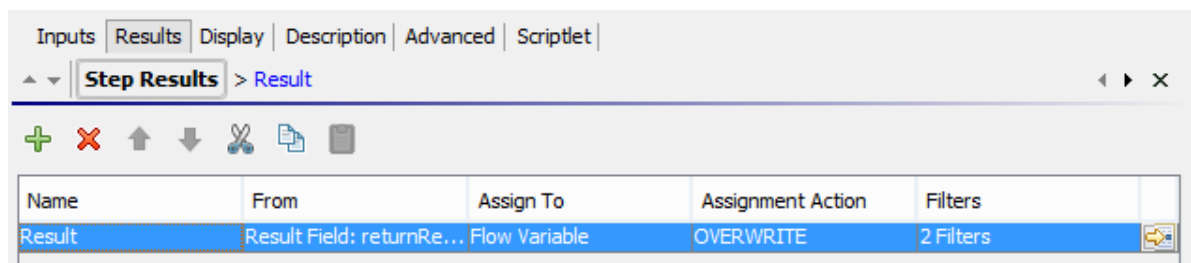 Inputs Results Display Description Advanced Scriptlet
Step Results > Result
Name From Assign To Assignment Action Filters
Result Result Field: returnRe... Flow Variable OVERWRITE 2 Filters